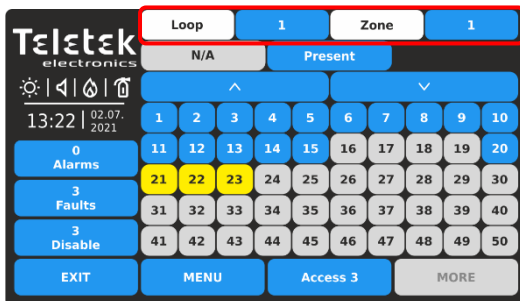 Loop 1 Zone 1
Tεletεk
electronics
N/A Present
13:22 02.07.
2021
1 2 3 4 5 6 7 8 9 10
0
Alarms
11 12 13 14 15 16 17 18 19 20
21 22 23 24 25 26 27 28 29 30
3
Faults
31 32 33 34 35 36 37 38 39 40
3
Disable
41 42 43 44 45 46 47 48 49 50
EXIT MENU Access 3 MORE